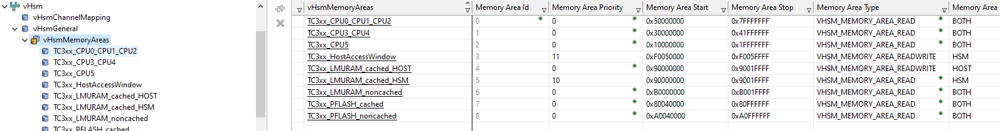 vHsm
vHsmChannelMapping
vHsmGeneral
vHsmMemoryAreas
TC3xx_CPU0_CPU1_CPU2
TC3xx_CPU3_CPU4
TC3xx_CPU5
TC3xx_HostAccessWindow
TC3xx_LMURAM_cached_HOST
TC3xx_LMURAM_cached_HSM
TC3xx_LMURAM_noncached
TC3xx_PFLASH_cached
vHsmMemoryAreas Memory Area Id Memory Area Priority Memory Area Start Memory Area Stop Memory Area Type Memory Area
TC3xx_CPU0_CPU1_CPU2 0 * 0 * 0x50000000 0x7FFFFFFF VHSM_MEMORY_AREA_READ * BOTH
TC3xx_CPU3_CPU4 1 0 * 0x30000000 0x41FFFFFF VHSM_MEMORY_AREA_READ * BOTH
TC3xx_CPU5 2 0 * 0x10000000 0x1FFFFFFF VHSM_MEMORY_AREA_READ * BOTH
TC3xx_HostAccessWindow 3 11 0xF0050000 0xF005FFFF VHSM_MEMORY_AREA_READWRITE HSM
TC3xx_LMURAM_cached_HOST 4 0 * 0x90000000 0x9001FFFF VHSM_MEMORY_AREA_READWRITE HOST
TC3xx_LMURAM_cached_HSM 5 10 0x90000000 0x9001FFFF VHSM_MEMORY_AREA_READ * HSM
TC3xx_LMURAM_noncached 6 0 * 0xB0000000 0xB001FFFF VHSM_MEMORY_AREA_READ * BOTH
TC3xx_PFLASH_cached 7 0 * 0x80040000 0x80FFFFFF VHSM_MEMORY_AREA_READ * BOTH
TC3xx_PFLASH_noncached 8 0 * 0xA0040000 0xA0FFFFFF VHSM_MEMORY_AREA_READ * BOTH